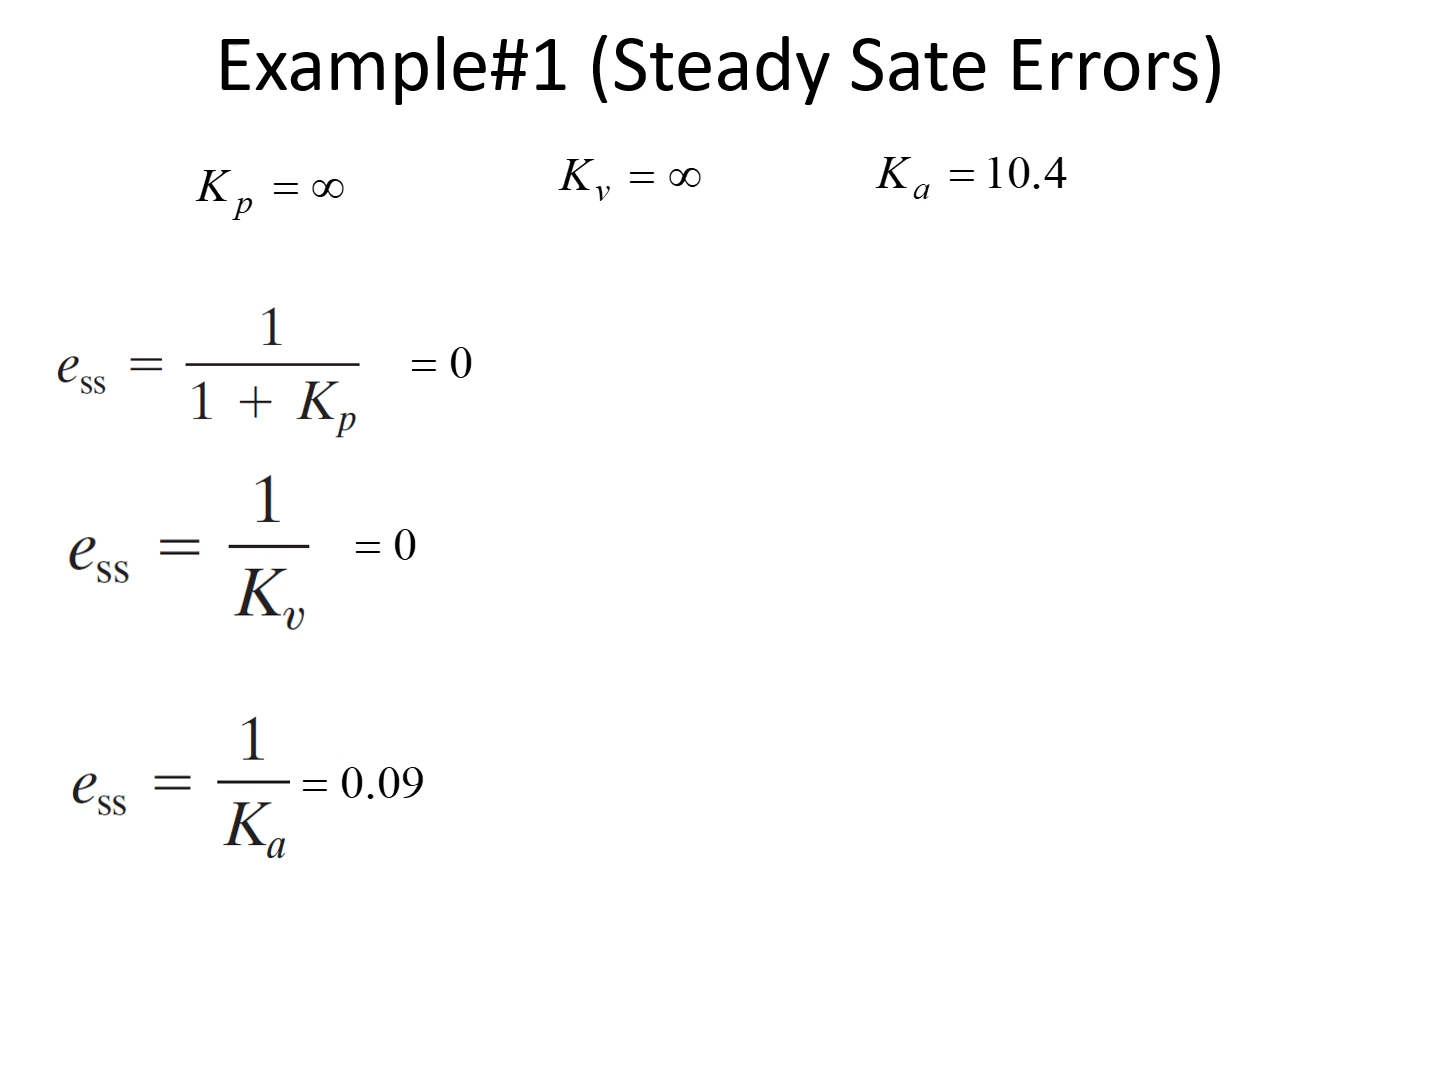 Example#1 (Steady Sate Errors)
K_p = ∞ K_v = ∞ K_a = 10.4
e_ss = 1 / (1 + K_p) = 0
e_ss = 1 / K_v = 0
e_ss = 1 / K_a = 0.09